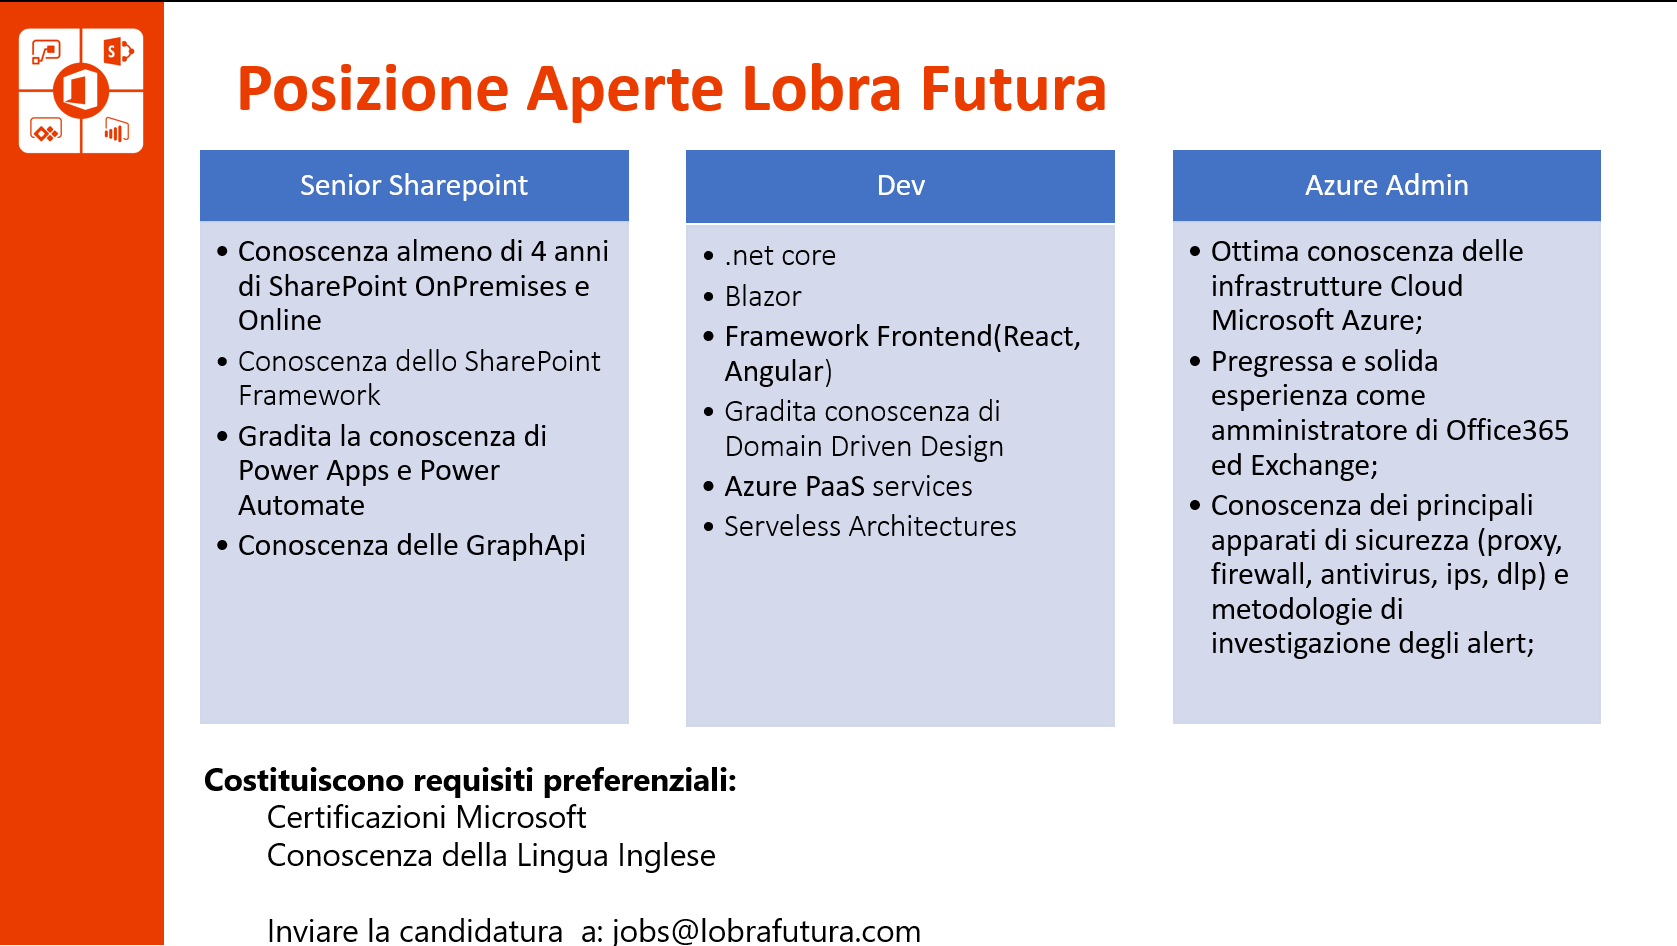 Posizione Aperte Lobra Futura
Senior Sharepoint
• Conoscenza almeno di 4 anni
di SharePoint OnPremises e
Online
• Conoscenza dello SharePoint
Framework
• Gradita la conoscenza di
Power Apps e Power
Automate
• Conoscenza delle GraphApi
Dev
• .net core
• Blazor
• Framework Frontend(React,
Angular)
• Gradita conoscenza di
Domain Driven Design
• Azure PaaS services
• Serveless Architectures
Azure Admin
• Ottima conoscenza delle
infrastrutture Cloud
Microsoft Azure;
• Pregressa e solida
esperienza come
amministratore di Office365
ed Exchange;
• Conoscenza dei principali
apparati di sicurezza (proxy,
firewall, antivirus, ips, dlp) e
metodologie di
investigazione degli alert;
Costituiscono requisiti preferenziali:
Certificazioni Microsoft
Conoscenza della Lingua Inglese
Inviare la candidatura  a: jobs@lobrafutura.com